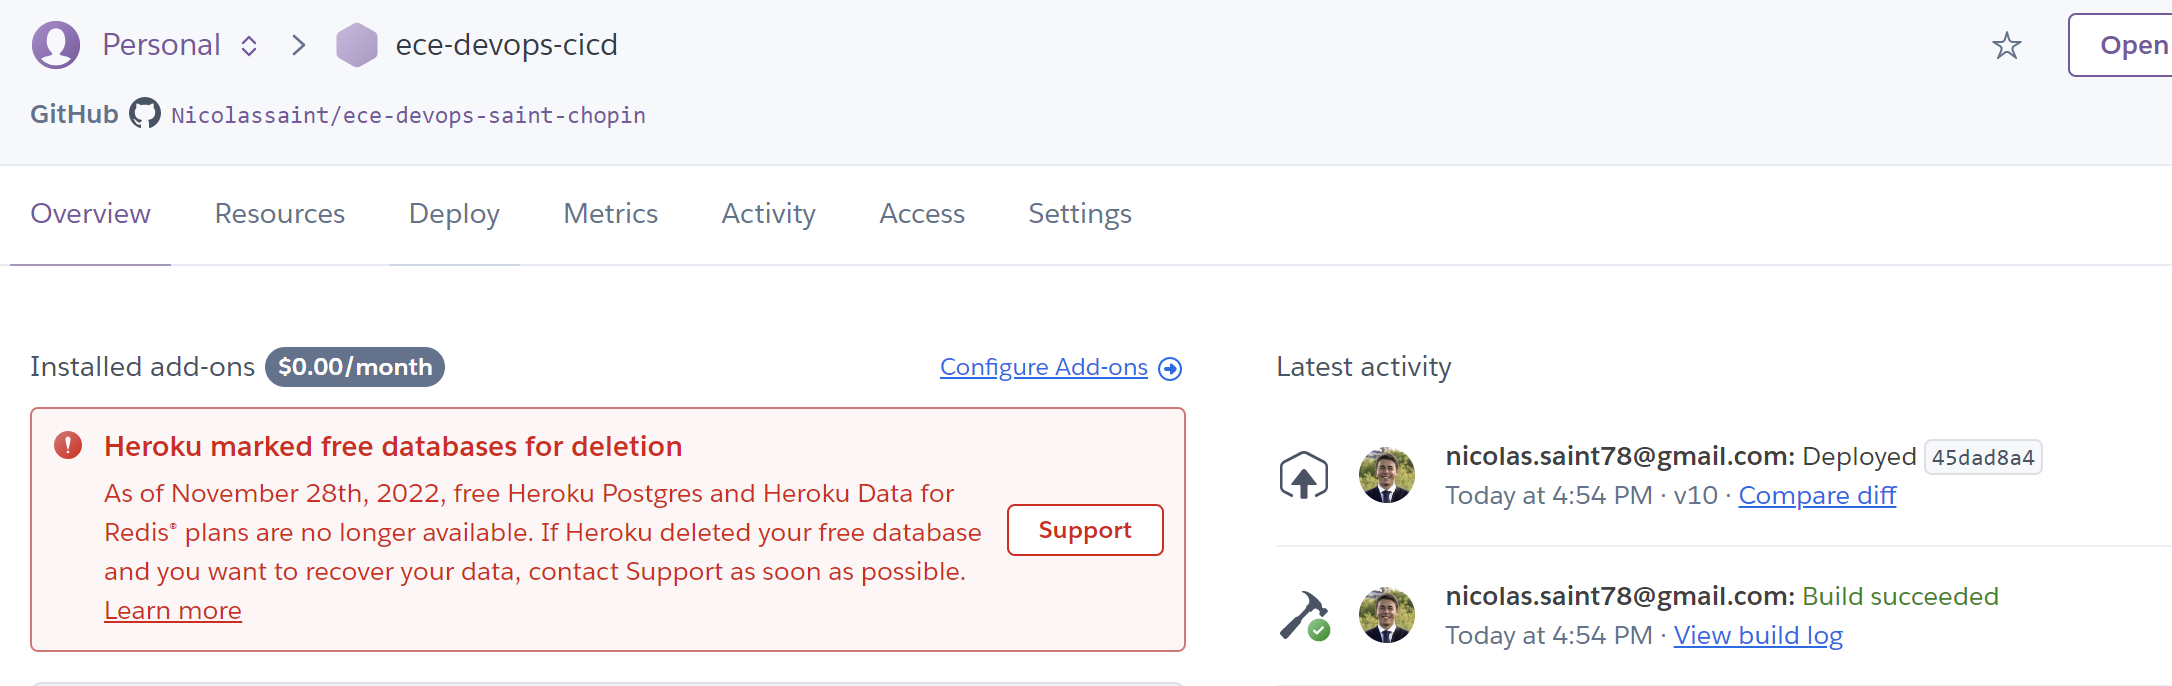 Personal
ece-devops-cicd
Open
GitHub Nicolassaint/ece-devops-saint-chopin
Overview
Resources
Deploy
Metrics
Activity
Access
Settings
Installed add-ons $0.00/month
Configure Add-ons
Heroku marked free databases for deletion
As of November 28th, 2022, free Heroku Postgres and Heroku Data for
Redis® plans are no longer available. If Heroku deleted your free database
and you want to recover your data, contact Support as soon as possible.
Learn more
Support
Latest activity
nicolas.saint78@gmail.com: Deployed 45dad8a4
Today at 4:54 PM · v10 · Compare diff
nicolas.saint78@gmail.com: Build succeeded
Today at 4:54 PM · View build log